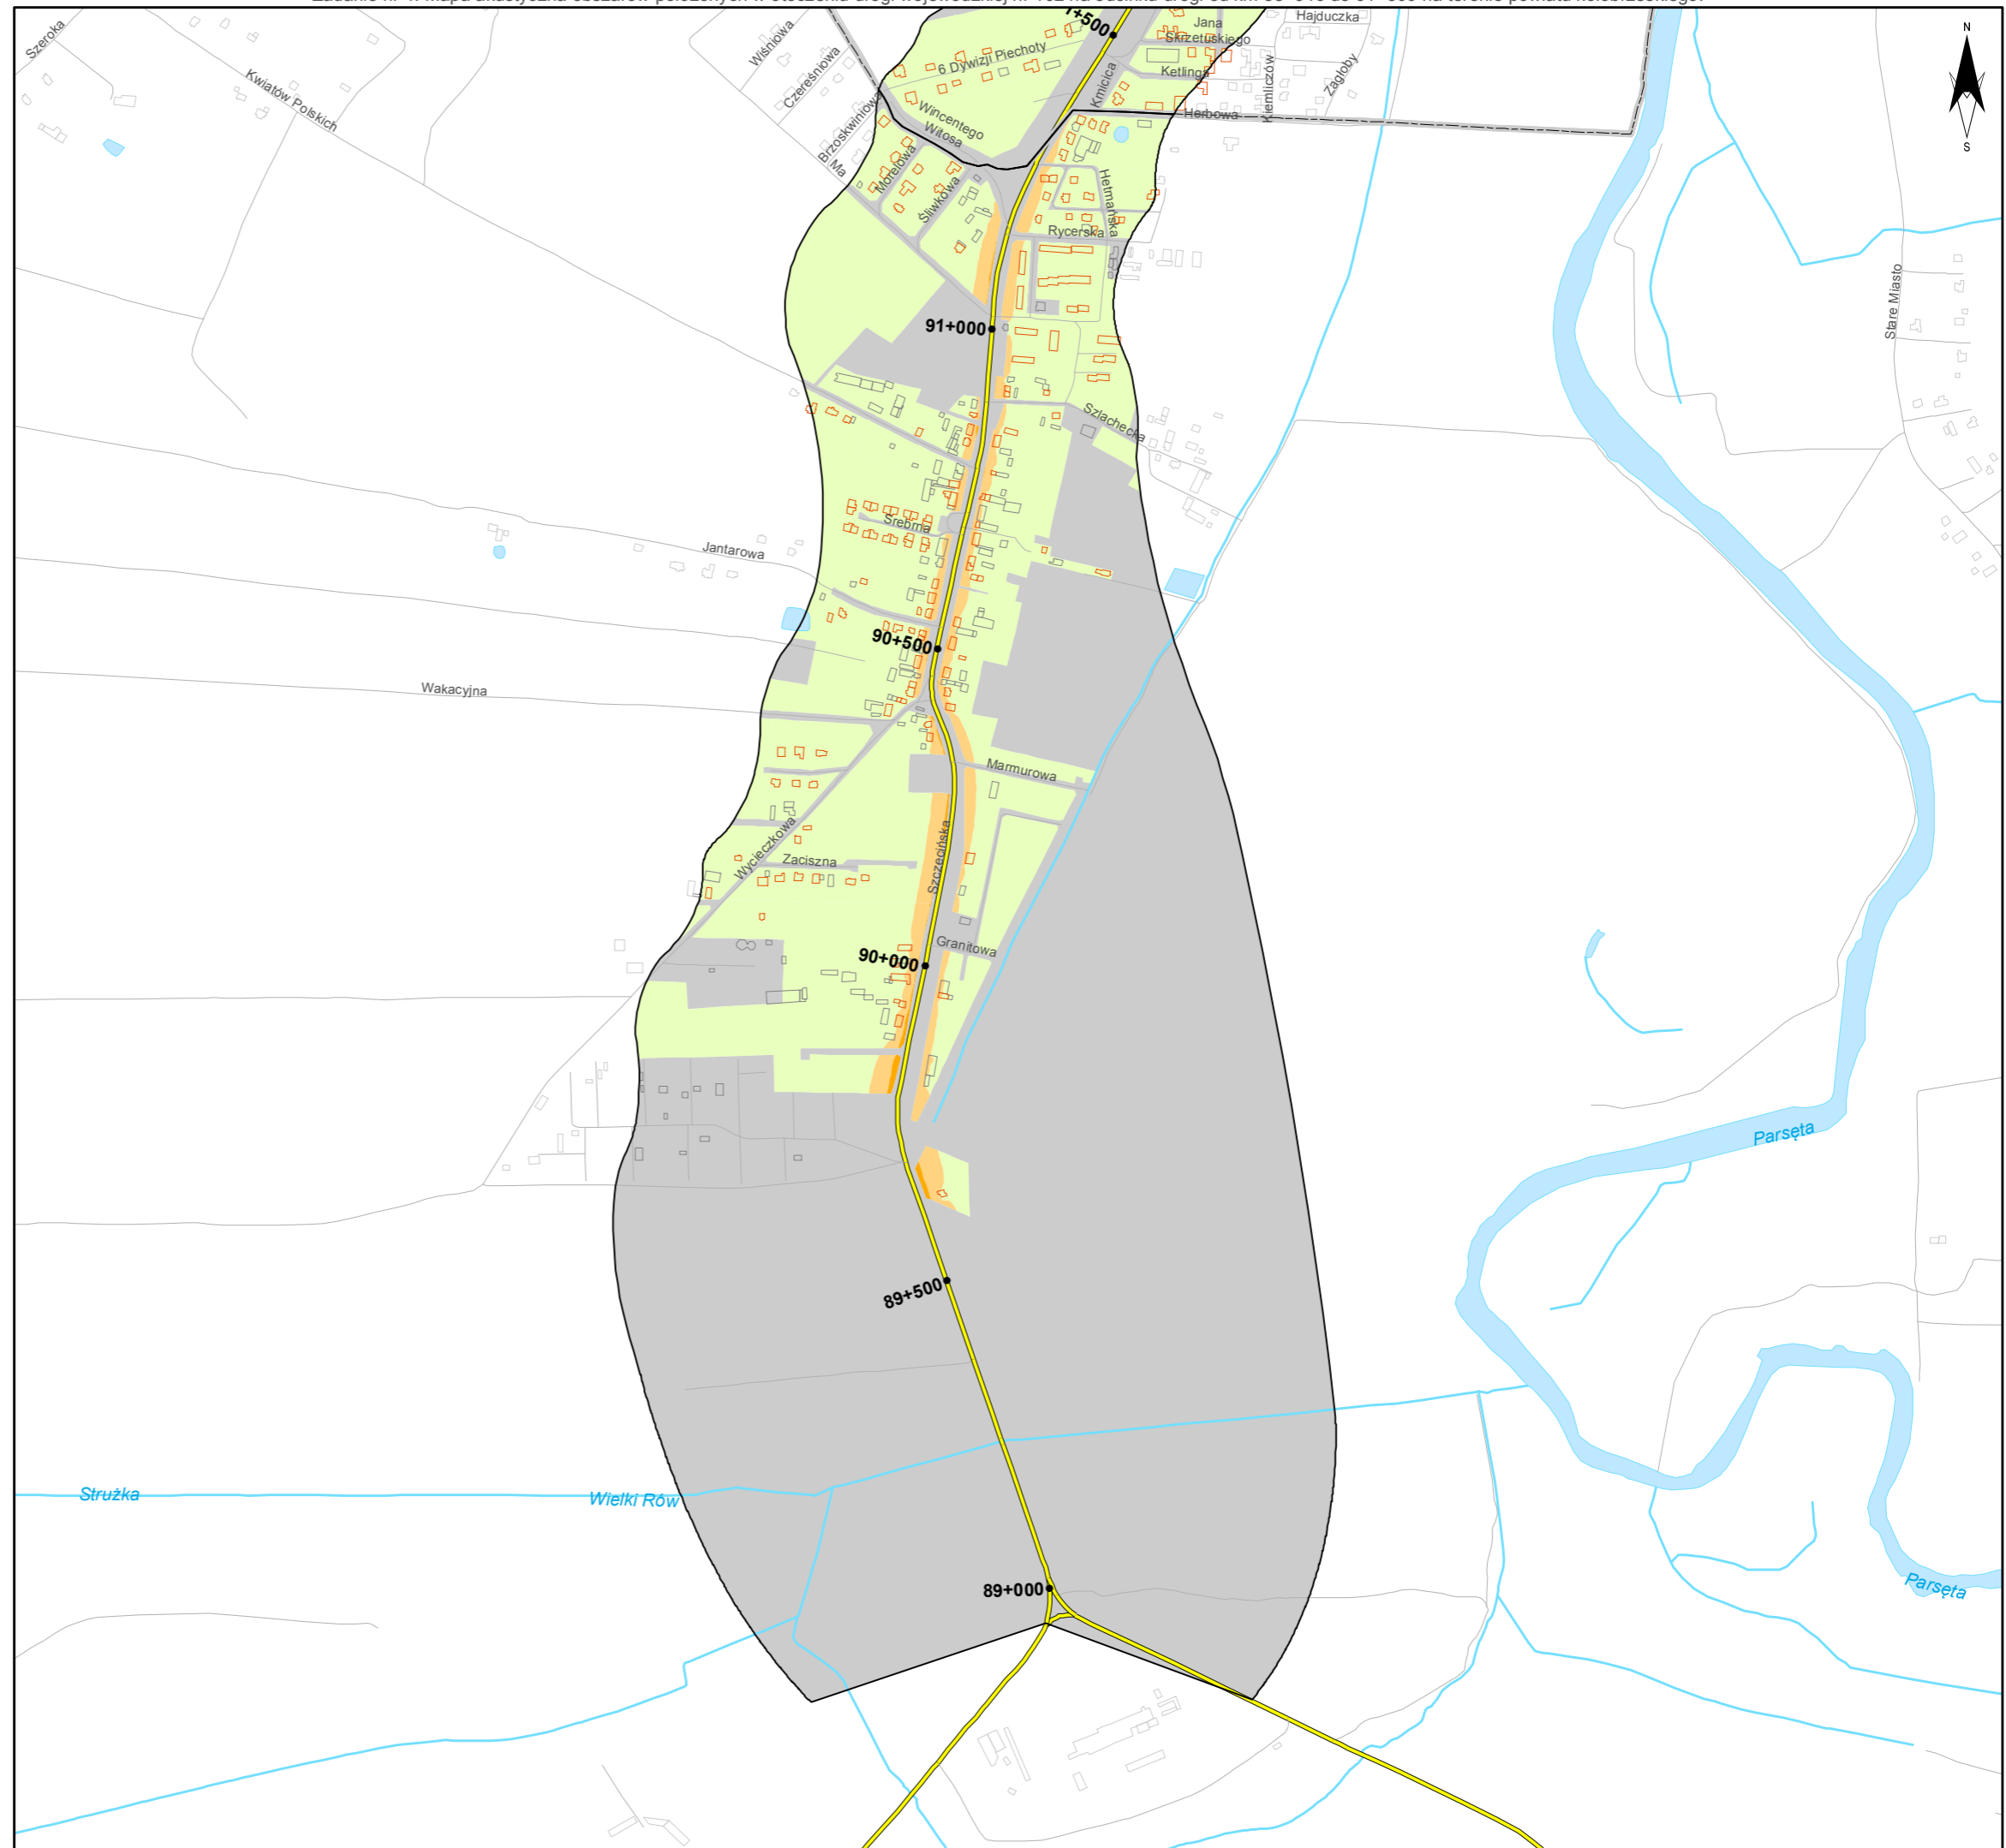 Szeroka
Kwiatów Polskich
Wiśniowa
Czereśniowa
Brzoskwiniowa
Ma
6 Dywizji Piechoty
+500
Kmicica
Jana
Skrzetuskiego
Ketlinga
Hajduczka
Kiemliczów
Zagłoby
Herbowa
N
S
Wincentego
Witosa
Morelowa
Śliwkowa
Hetmańska
Rycerska
Stare Miasto
91+000
Szlachecka
Srebrna
Jantarowa
90+500
Wakacyjna
Marmurowa
Szczecińska
Wycieczkowa
Zaciszna
Granitowa
90+000
Parsęta
89+500
Strużka
Wielki Rów
89+000
Parsęta